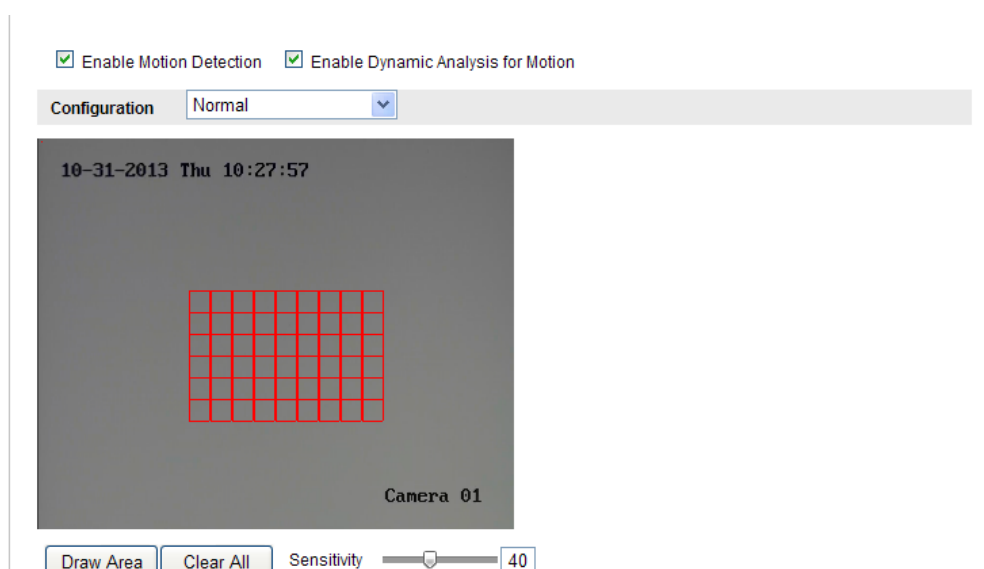 Enable Motion Detection Enable Dynamic Analysis for Motion
Configuration Normal
10-31-2013 Thu 10:27:57
Camera 01
Draw Area Clear All Sensitivity 40